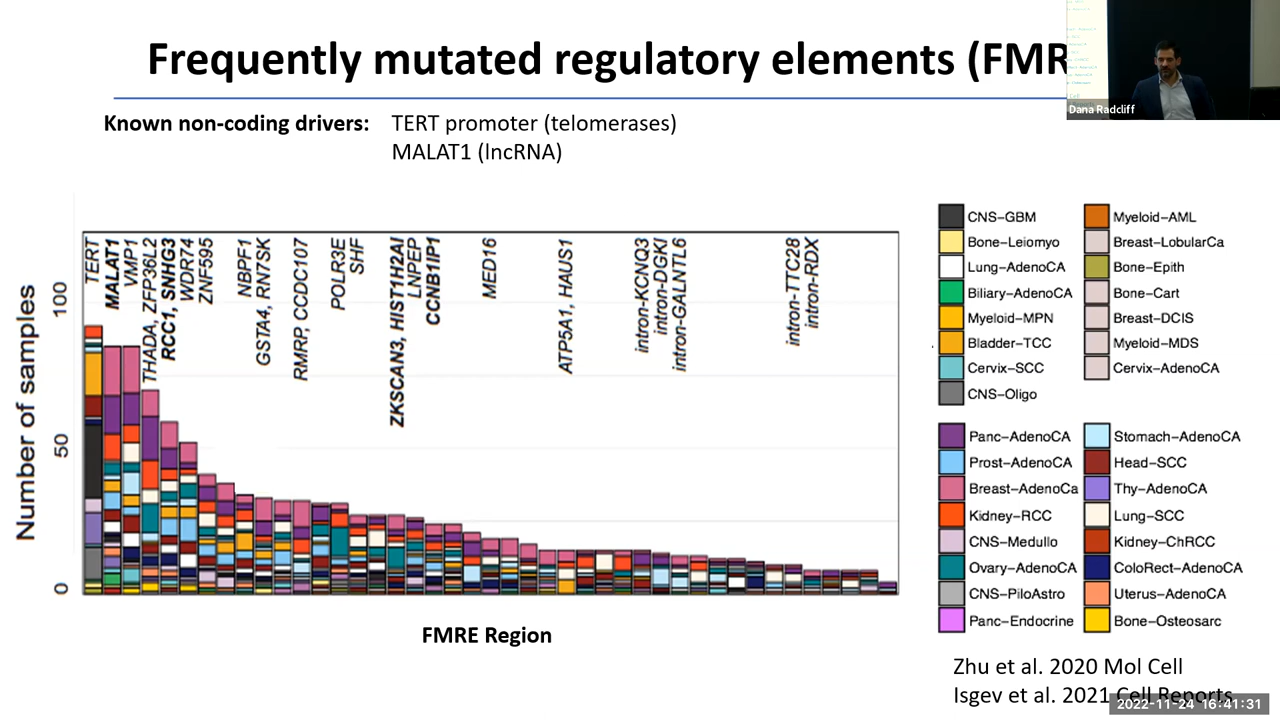 Frequently mutated regulatory elements (FMR
Dana Radcliff
Known non-coding drivers: TERT promoter (telomerases)
MALAT1 (lncRNA)
Number of samples
100
50
0
TERT
MALAT1
VMP1
THADA, ZFP36L2
RCC1, SNHG3
WDR74
ZNF595
NBPF1
GSTA4, RN7SK
RMRP, CCDC107
POLR3E
SHF
ZKSCAN3, HIST1H2AI
LNPEP
CCNB1IP1
MED16
ATP5A1, HAUS1
intron-KCNQ3
intron-DGKI
intron-GALNTL6
intron-TTC28
intron-RDX
FMRE Region
CNS-GBM
Bone-Leiomyo
Lung-AdenoCA
Biliary-AdenoCA
Myeloid-MPN
Bladder-TCC
Cervix-SCC
CNS-Oligo
Myeloid-AML
Breast-LobularCa
Bone-Epith
Bone-Cart
Breast-DCIS
Myeloid-MDS
Cervix-AdenoCA
Panc-AdenoCA
Prost-AdenoCA
Breast-AdenoCa
Kidney-RCC
CNS-Medullo
Ovary-AdenoCA
CNS-PiloAstro
Panc-Endocrine
Stomach-AdenoCA
Head-SCC
Thy-AdenoCA
Lung-SCC
Kidney-ChRCC
ColoRect-AdenoCA
Uterus-AdenoCA
Bone-Osteosarc
Zhu et al. 2020 Mol Cell
Isgev et al. 2021 Cell Reports
2022-11-24 16:41:31